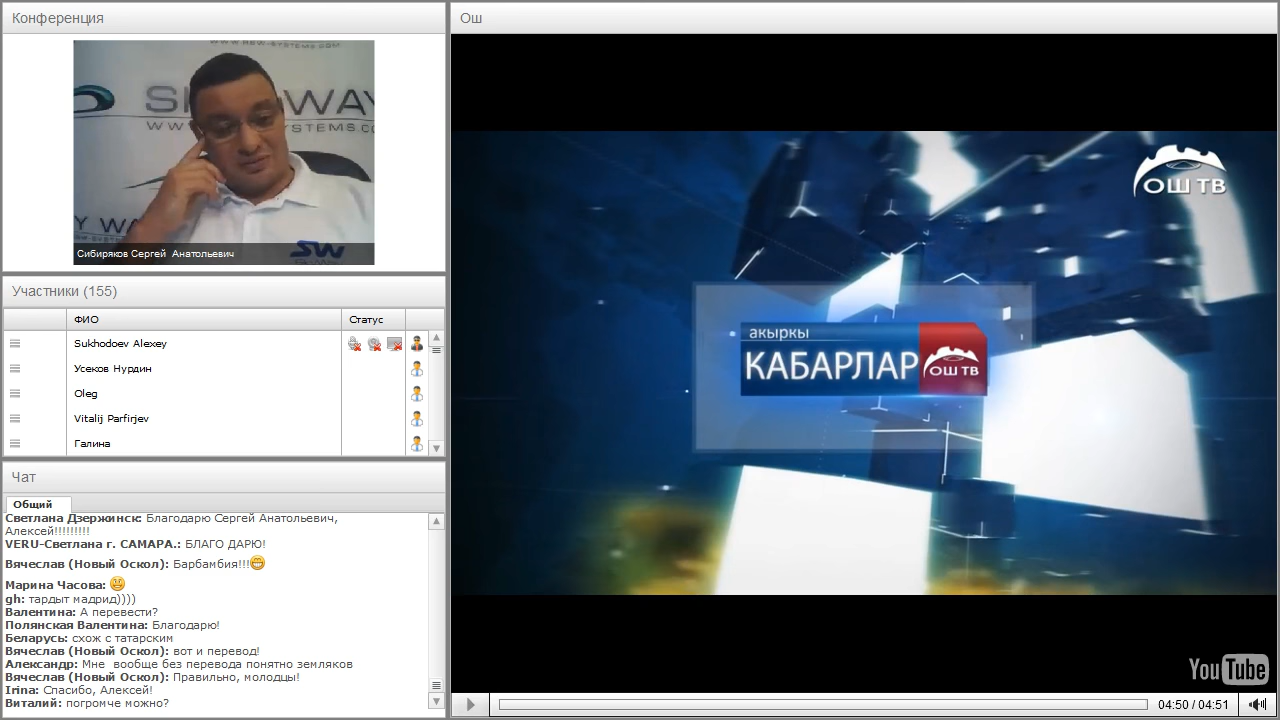 Конференция
SKY WAY
Сибиряков Сергей Анатольевич
SW
Участники (155)
ФИО
Статус
Sukhodoev Alexey
Усеков Нурдин
Oleg
Vitalij Parfirjev
Галина
Чат
Общий
Светлана Дзержинск: Благодарю Сергей Анатольевич,
Алексей!!!!!!!!!
VERU-Светлана г. САМАРА.: БЛАГО ДАРЮ!
Вячеслав (Новый Оскол): Барбамбия!!!
Марина Часова:
gh: тардыт мадрид))))
Валентина: А перевести?
Полянская Валентина: Благодарю!
Беларусь: схож с татарским
Вячеслав (Новый Оскол): вот и перевод!
Александр: Мне вообще без перевода понятно земляков
Вячеслав (Новый Оскол): Правильно, молодцы!
Irina: Спасибо, Алексей!
Виталий: погромче можно?
Ош
ОШ ТВ
акыркы
КАБАРЛАР
ОШ ТВ
YouTube
04:50 / 04:51